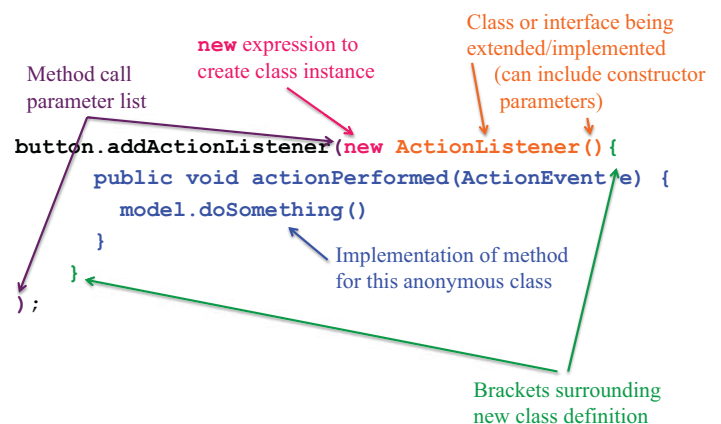 Class or interface being
extended/implemented
(can include constructor
parameters)
new expression to
create class instance
Method call
parameter list
button.addActionListener(new ActionListener(){
public void actionPerformed(ActionEvent e) {
model.doSomething()
}
}
);
Implementation of method
for this anonymous class
Brackets surrounding
new class definition